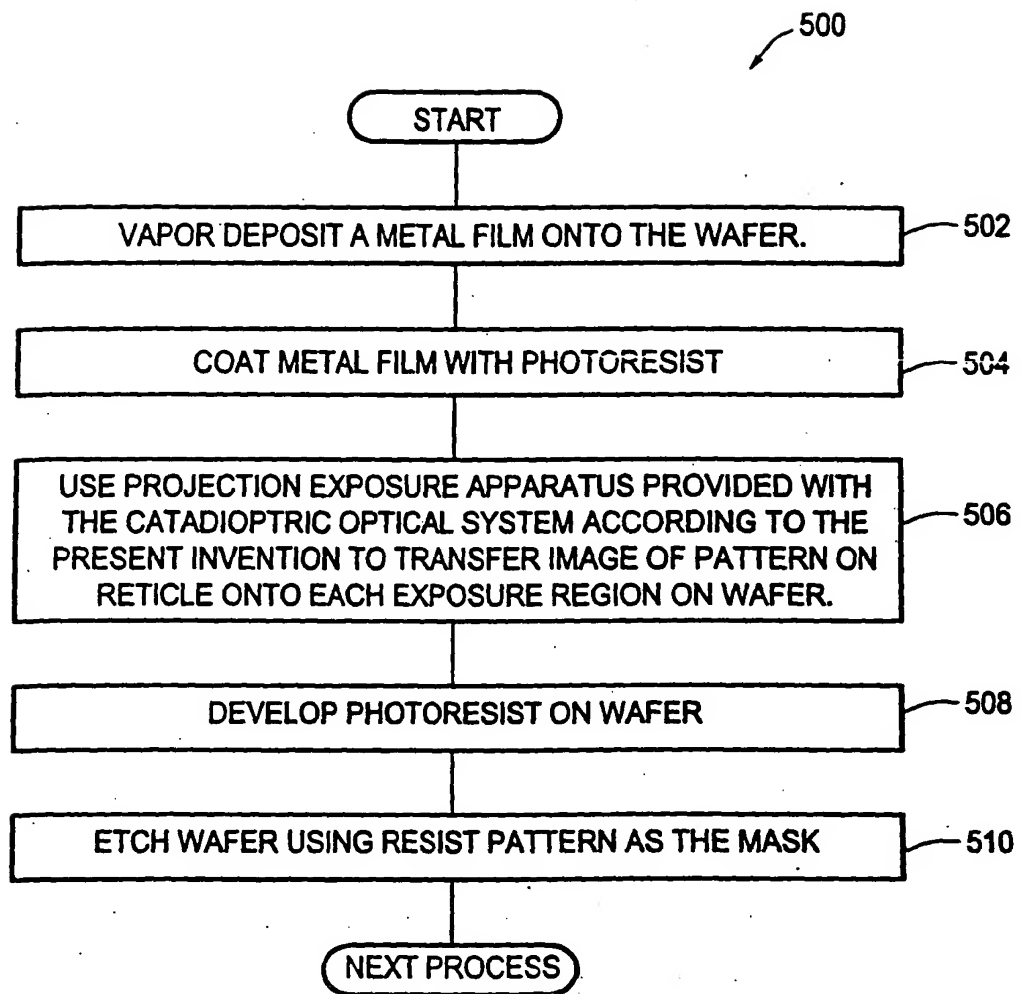 500
START
VAPOR DEPOSIT A METAL FILM ONTO THE WAFER.
502
COAT METAL FILM WITH PHOTORESIST
504
USE PROJECTION EXPOSURE APPARATUS PROVIDED WITH
THE CATADIOPTRIC OPTICAL SYSTEM ACCORDING TO THE
PRESENT INVENTION TO TRANSFER IMAGE OF PATTERN ON
RETICLE ONTO EACH EXPOSURE REGION ON WAFER.
506
DEVELOP PHOTORESIST ON WAFER
508
ETCH WAFER USING RESIST PATTERN AS THE MASK
510
NEXT PROCESS